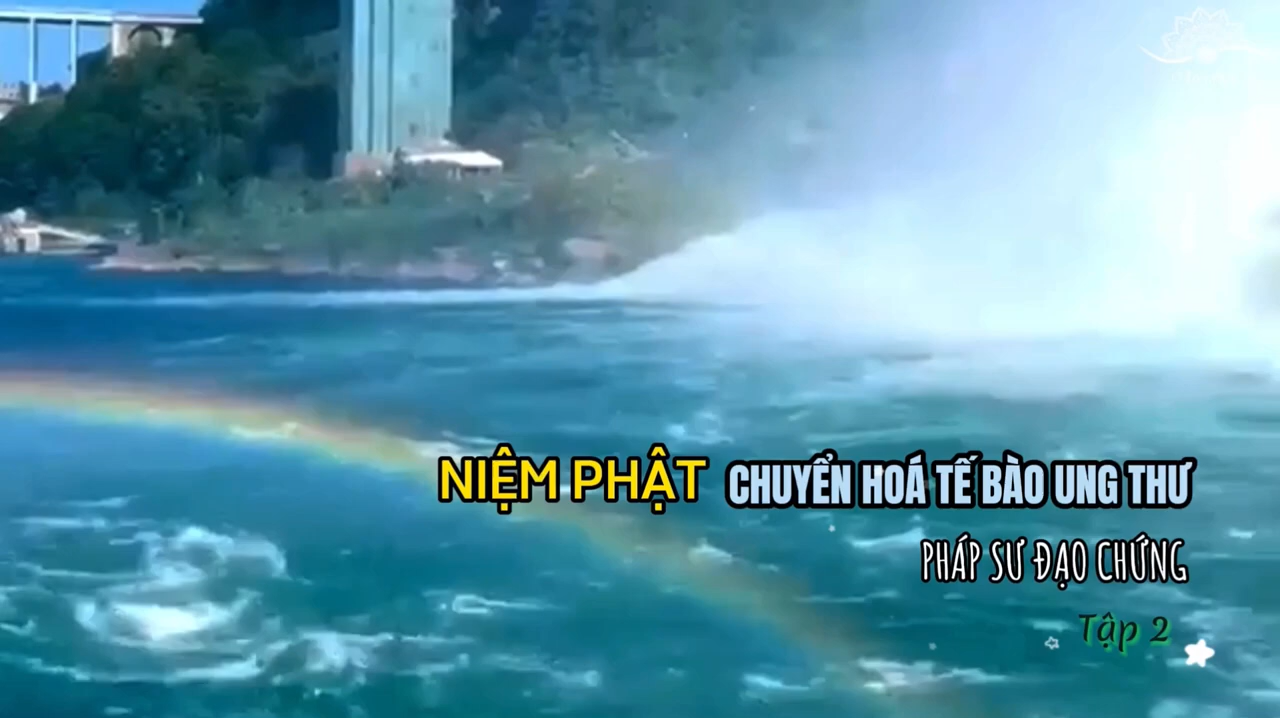 NIỆM PHẬT CHUYỂN HOÁ TẾ BÀO UNG THƯ
PHÁP SƯ ĐẠO CHỨNG
Tập 2